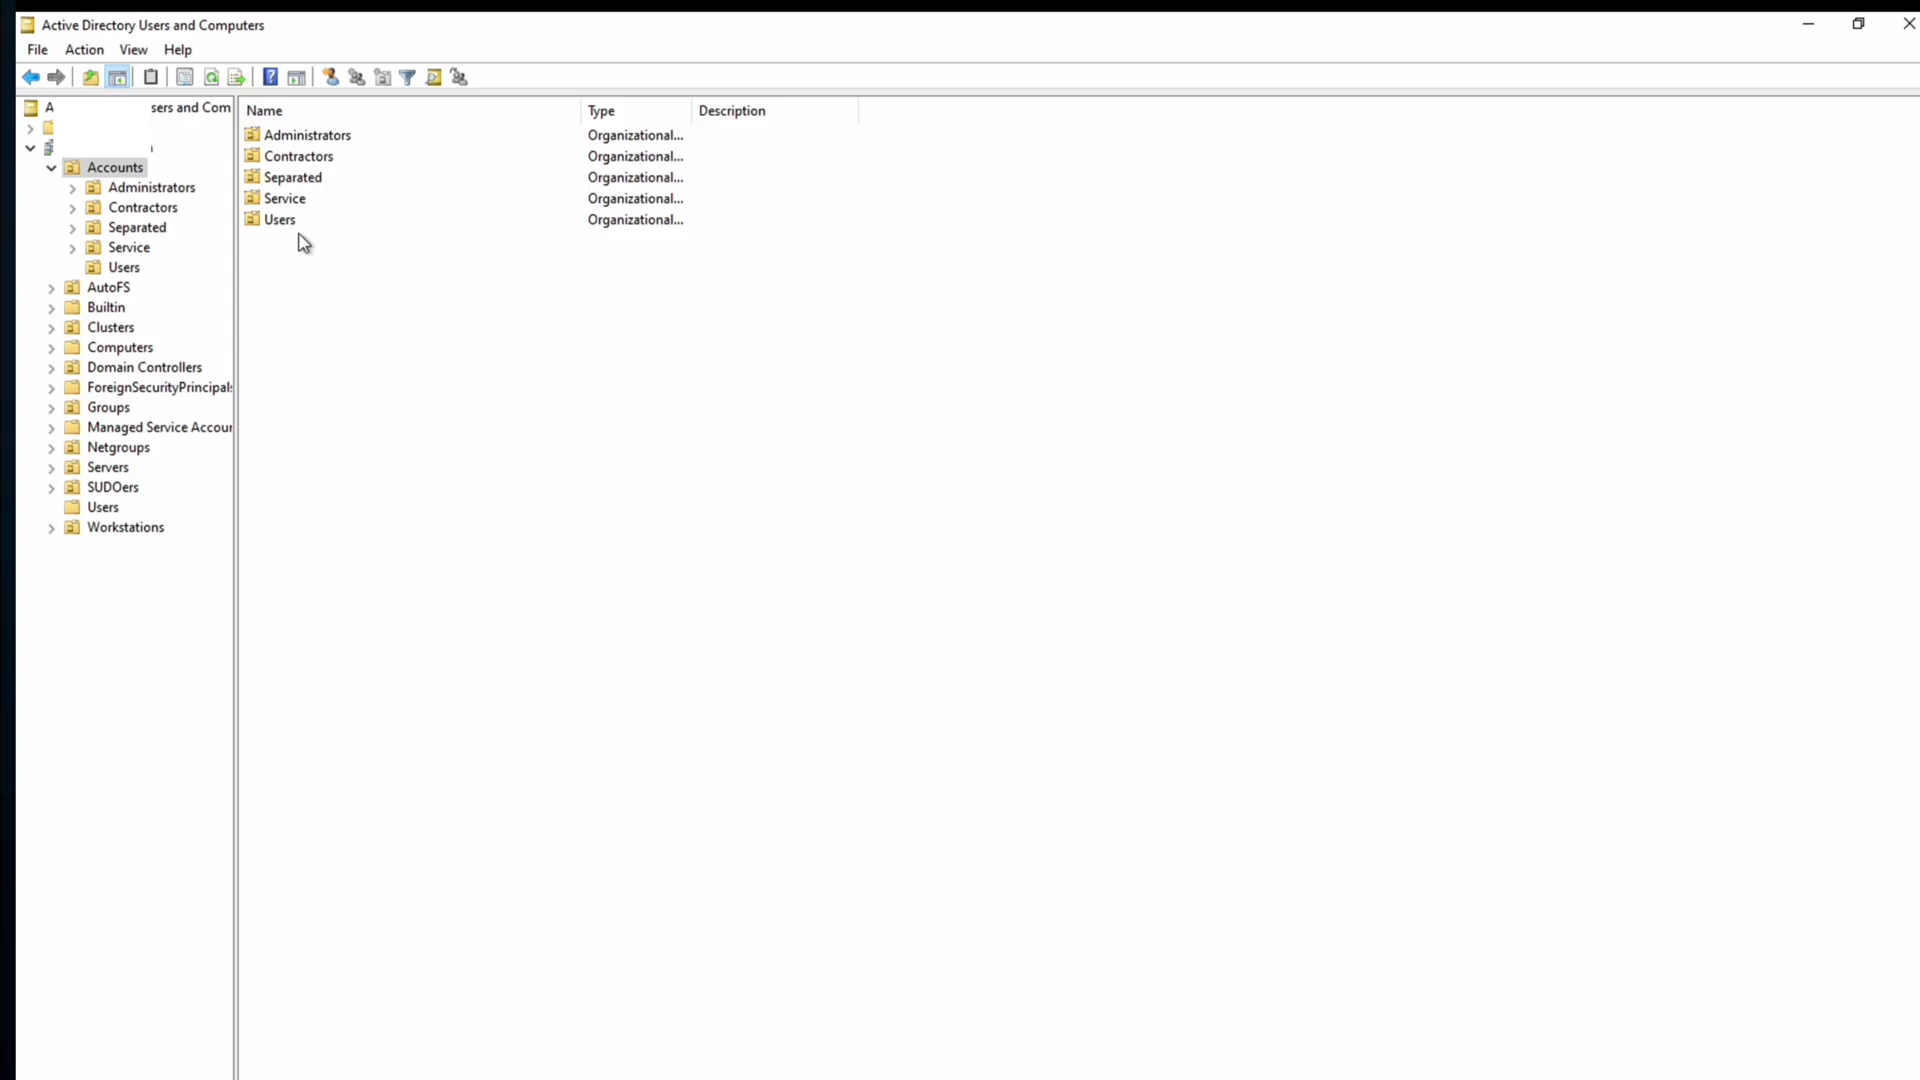 Active Directory Users and Computers
File Action View Help
A sers and Com
Accounts
Administrators
Contractors
Separated
Service
Users
AutoFS
Builtin
Clusters
Computers
Domain Controllers
ForeignSecurityPrincipals
Groups
Managed Service Accour
Netgroups
Servers
SUDOers
Users
Workstations
Name Type Description
Administrators Organizational...
Contractors Organizational...
Separated Organizational...
Service Organizational...
Users Organizational...